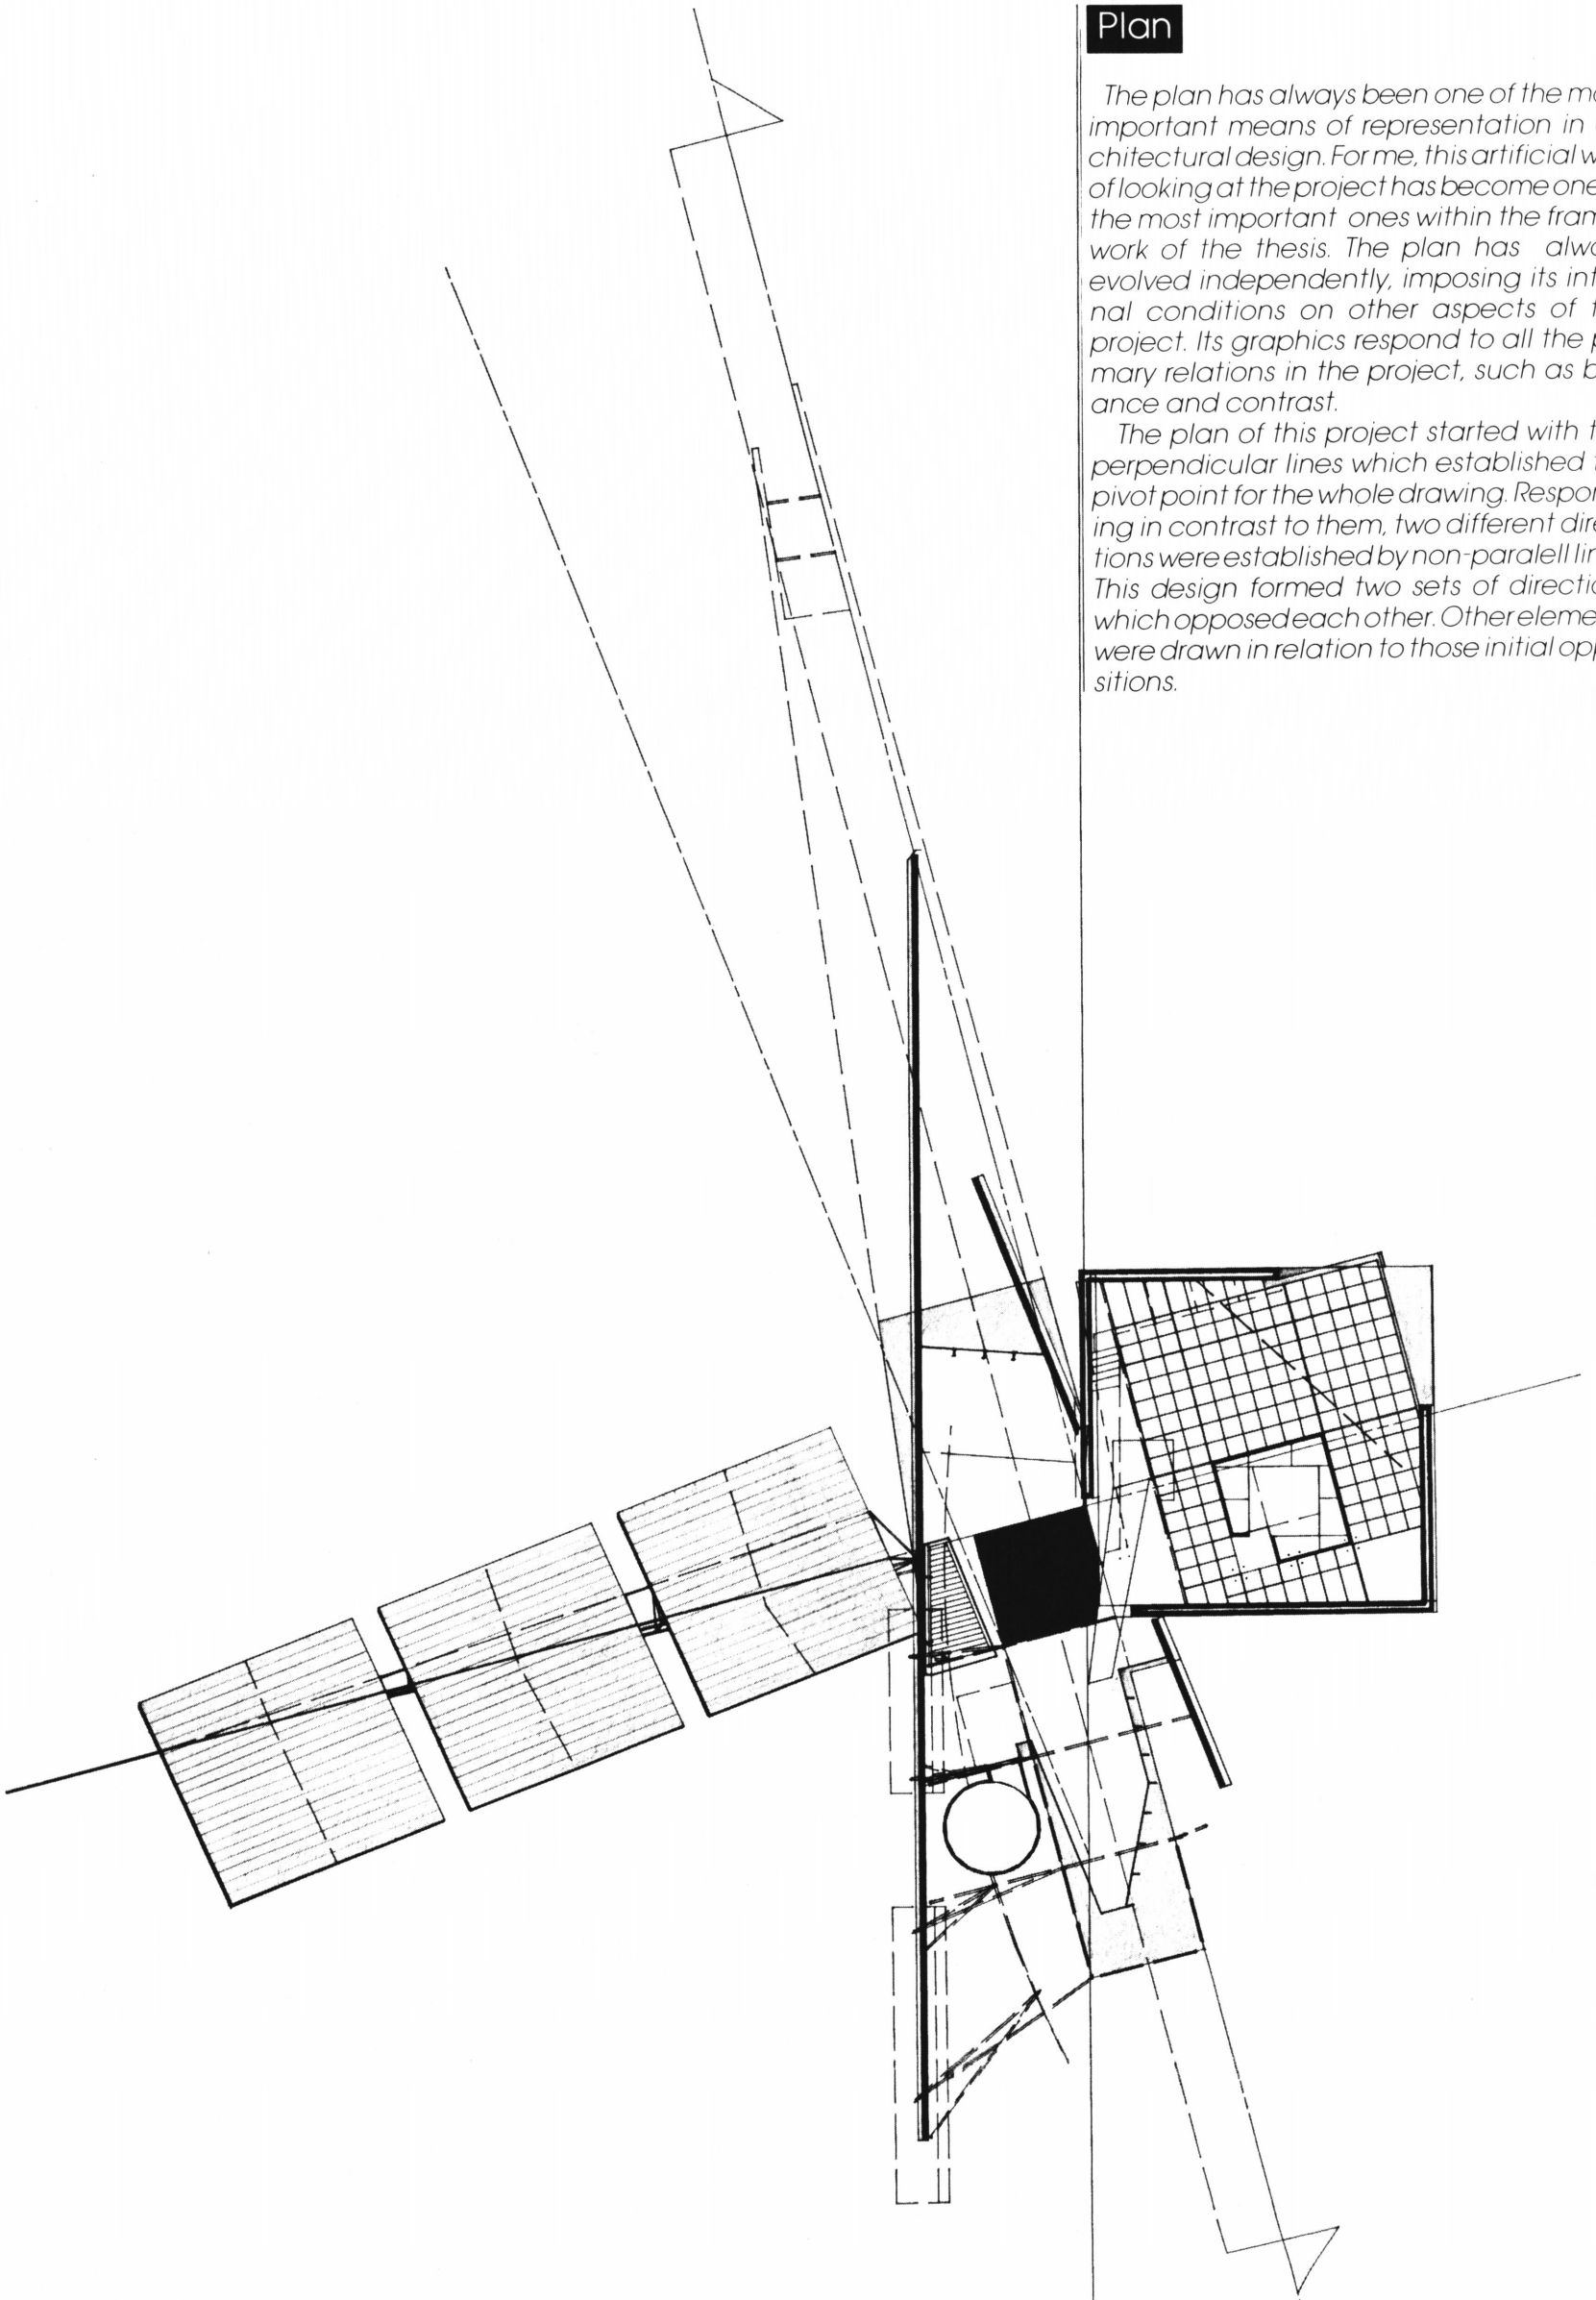 Plan
The plan has always been one of the mo
important means of representation in
chitectural design. For me, this artificial w
of looking at the project has become one
the most important ones within the fram
work of the thesis. The plan has alwa
evolved independently, imposing its int
nal conditions on other aspects of t
project. Its graphics respond to all the p
mary relations in the project, such as b
ance and contrast.
The plan of this project started with t
perpendicular lines which established t
pivot point for the whole drawing. Respon
ing in contrast to them, two different dire
tions were established by non-paralell lin
This design formed two sets of directio
which opposed each other. Other eleme
were drawn in relation to those initial opp
sitions.